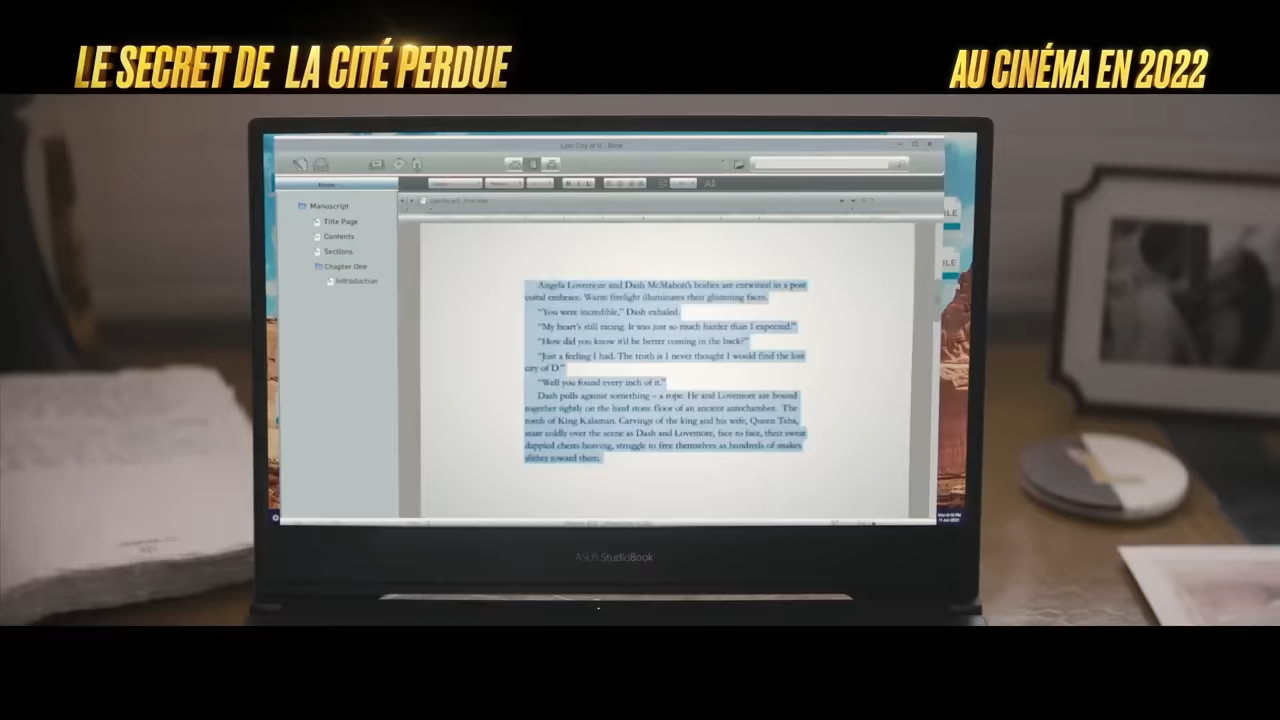 LE SECRET DE LA CITÉ PERDUE
AU CINÉMA EN 2022
Lost City of D - Book
Manuscript
Title Page
Contents
Sections
Chapter One
Introduction
Angela Lovemore and Dash McMahon's bodies are entwined in a post
coital embrace. Warm firelight illuminates their glistening faces.
"You were incredible," Dash exhaled.
"My heart's still racing. It was just so much harder than I expected."
"How did you know it'd be better coming in the back?"
"Just a feeling I had. The truth is I never thought I would find the lost
city of D."
"Well you found every inch of it."
Dash pulls against something – a rope. He and Lovemore are bound
together tightly on the hard stone floor of an ancient antechamber. The
tomb of King Kalaman. Carvings of the king and his wife, Queen Taha,
stare coldly over the scene as Dash and Lovemore, face to face, their sweat
dappled chests heaving, struggle to free themselves as hundreds of snakes
slither toward them.
ASUS StudioBook